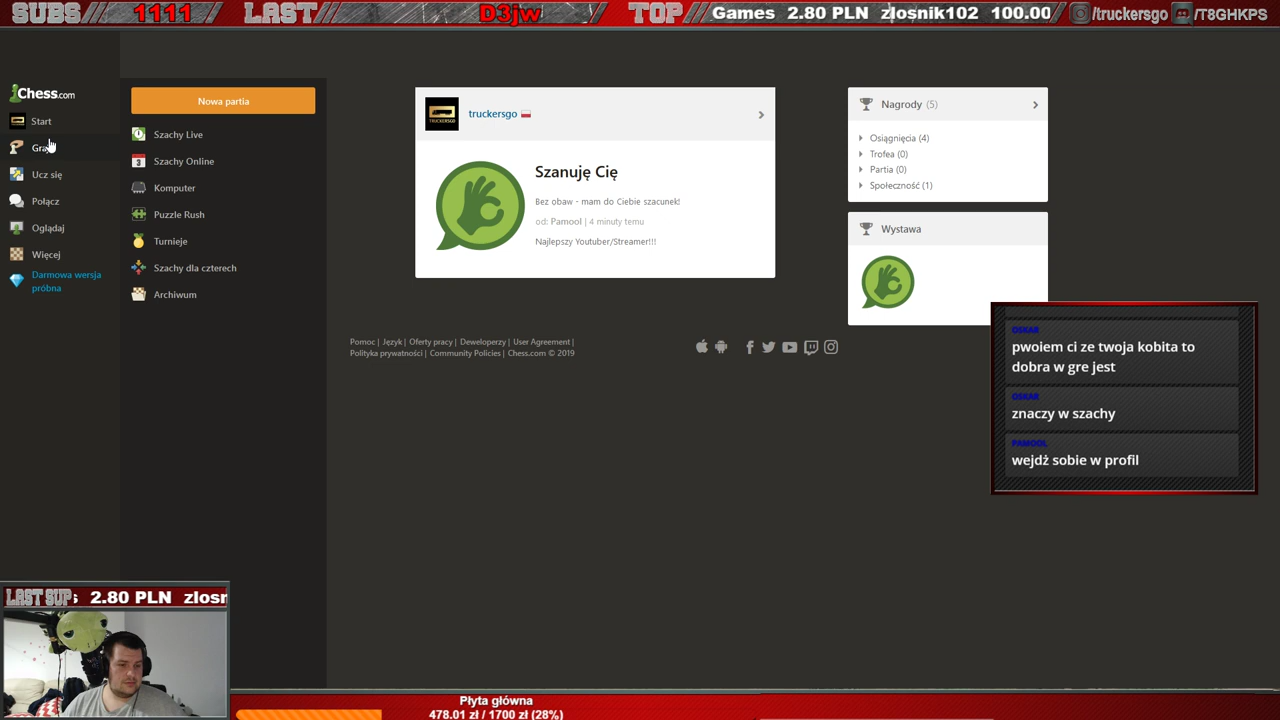 SUBS 1111 LAST D3jw TOP Games 2.80 PLN zlosnik102 100.00 /truckersgo /T8GHKPS
Chess.com
Start
Ucz się
Połącz
Oglądaj
Więcej
Darmowa wersja
próbna
Nowa partia
Szachy Live
Szachy Online
Komputer
Puzzle Rush
Turnieje
Szachy dla czterech
Archiwum
TRUCKERSGO
truckersgo
Szanuję Cię
Bez obaw - mam do Ciebie szacunek!
od: Pamool | 4 minuty temu
Najlepszy Youtuber/Streamer!!!
Nagrody (5)
Osiągnięcia (4)
Trofea (0)
Partia (0)
Społeczność (1)
Wystawa
Pomoc | Język | Oferty pracy | Deweloperzy | User Agreement |
Polityka prywatności | Community Policies | Chess.com © 2019
OSKAR
pwoiem ci ze twoja kobita to
dobra w gre jest
OSKAR
znaczy w szachy
PAMOOL
wejdż sobie w profil
LAST SUP 2.80 PLN zlosn
Płyta główna
478.01 zł / 1700 zł (28%)